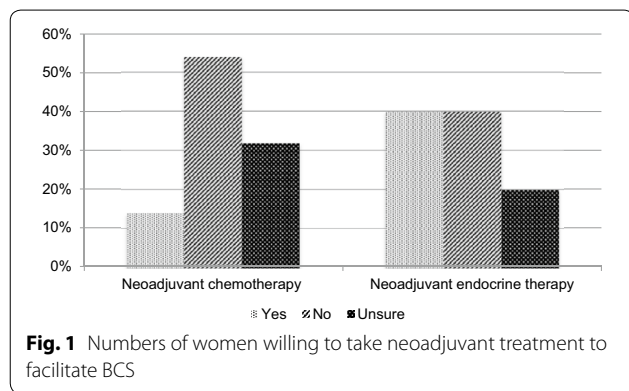 60%
50%
40%
30%
20%
10%
0%
Neoadjuvant chemotherapy
Neoadjuvant endocrine therapy
Yes No Unsure
Fig. 1 Numbers of women willing to take neoadjuvant treatment to
facilitate BCS